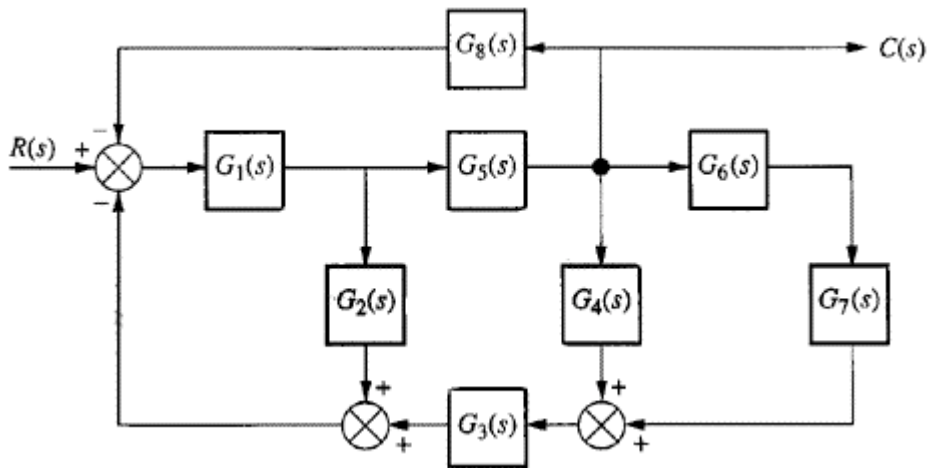 G8(s)
C(s)
−
R(s)
+
G1(s)
G5(s)
G6(s)
−
G2(s)
G4(s)
G7(s)
+
+
G3(s)
+
+